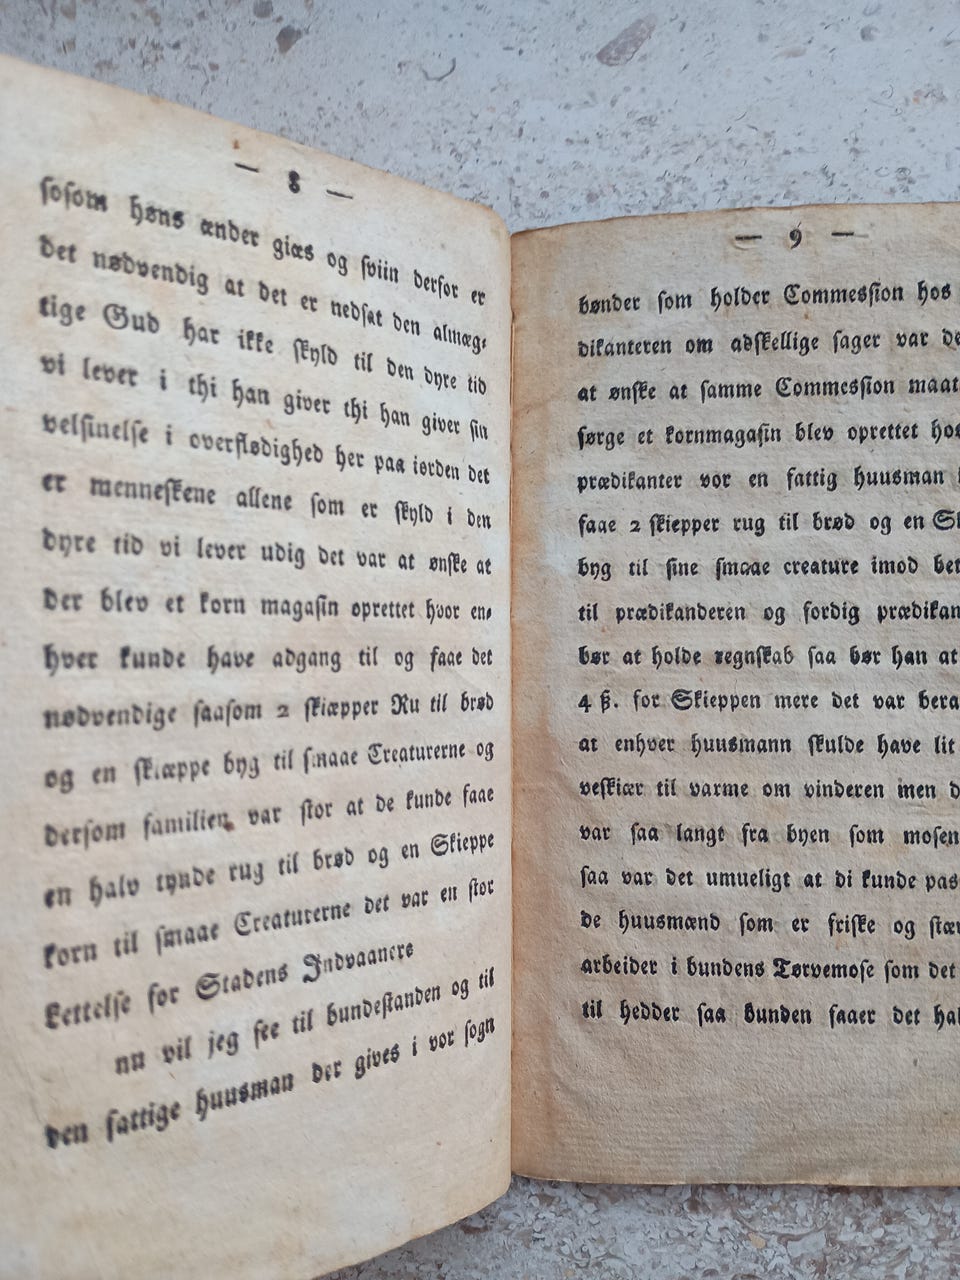 — 8 —
sosom høns ænder giæs og sviin derfor er
det nødvendig at det er nedsat den almæg-
tige Gud har ikke skyld til den dyre tid
vi lever i thi han giver thi han giver sin
velsinelse i overflødighed her paa iorden det
er menneskene allene som er skyld i den
dyre tid vi lever udig det var at ønske at
der blev et korn magasin oprettet hvor en-
hver kunde have adgang til og faae det
nødvendige saasom 2 skiæpper Ru til brød
og en skiæppe byg til smaae Creaturerne og
dersom familien var stor at de kunde faae
en halv tynde rug til brød og en Skieppe
korn til smaae Creaturerne det var en stor
Lettelse for Stadens Indvaanere
nu vil jeg see til bundestanden og til
den fattige huusman der gives i vor sogn
— 9 —
bønder som holder Commession hos
dikanteren om adskellige sager var de
at ønske at samme Commession maat
sørge et kornmagasin blev oprettet hos
prædikanter vor en fattig huusman
faae 2 skiepper rug til brød og en Sk
byg til sine smaae creature imod bet
til prædikanderen og fordig prædikan
bør at holde regnskab saa bør han at
4 ß. for Skieppen mere det var bera
at enhver huusmann skulde have lit
veskiær til varme om vinderen men d
var saa langt fra byen som mosen
saa var det umueligt at di kunde pas
de huusmænd som er friske og stær
arbeider i bundens Tørvemose som det
til hedder saa bunden faaer det hal